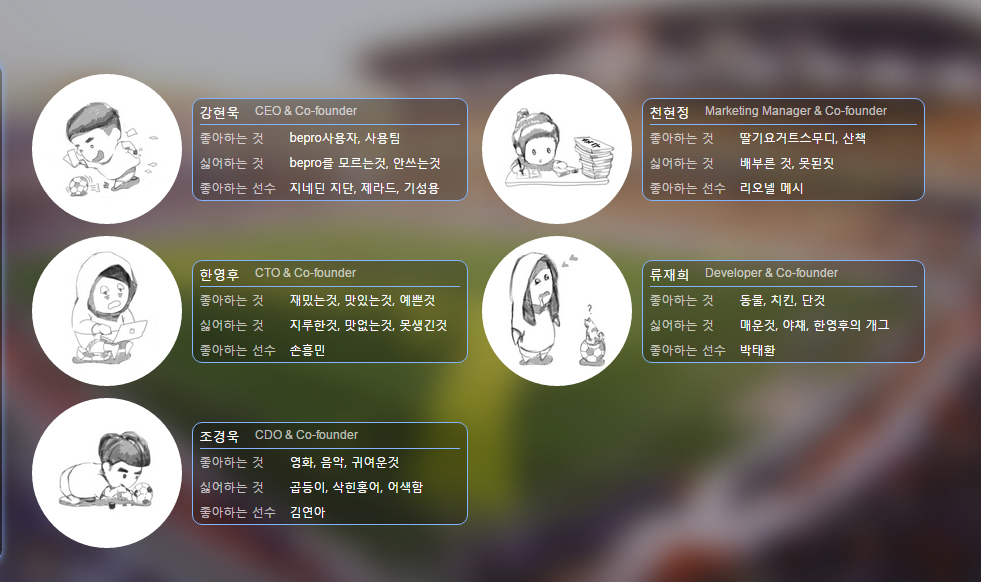 강현욱 CEO & Co-founder
좋아하는 것 bepro사용자, 사용팀
싫어하는 것 bepro를 모르는것, 안쓰는것
좋아하는 선수 지네딘 지단, 제라드, 기성용
천현정 Marketing Manager & Co-founder
좋아하는 것 딸기요거트스무디, 산책
싫어하는 것 배부른 것, 못된짓
좋아하는 선수 리오넬 메시
한영후 CTO & Co-founder
좋아하는 것 재밌는것, 맛있는것, 예쁜것
싫어하는 것 지루한것, 맛없는것, 못생긴것
좋아하는 선수 손흥민
류재희 Developer & Co-founder
좋아하는 것 동물, 치킨, 단것
싫어하는 것 매운것, 야채, 한영후의 개그
좋아하는 선수 박태환
?
조경욱 CDO & Co-founder
좋아하는 것 영화, 음악, 귀여운것
싫어하는 것 곱등이, 삭힌홍어, 어색함
좋아하는 선수 김연아